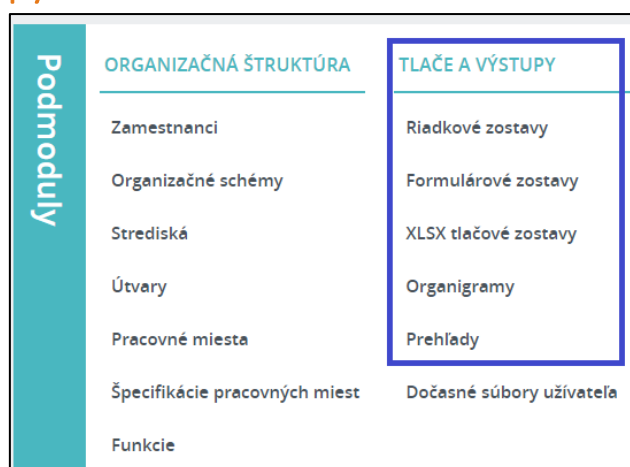 Podmoduly
ORGANIZAČNÁ ŠTRUKTÚRA
Zamestnanci
Organizačné schémy
Strediská
Útvary
Pracovné miesta
Špecifikácie pracovných miest
Funkcie
TLAČE A VÝSTUPY
Riadkové zostavy
Formulárové zostavy
XLSX tlačové zostavy
Organigramy
Prehľady
Dočasné súbory užívateľa